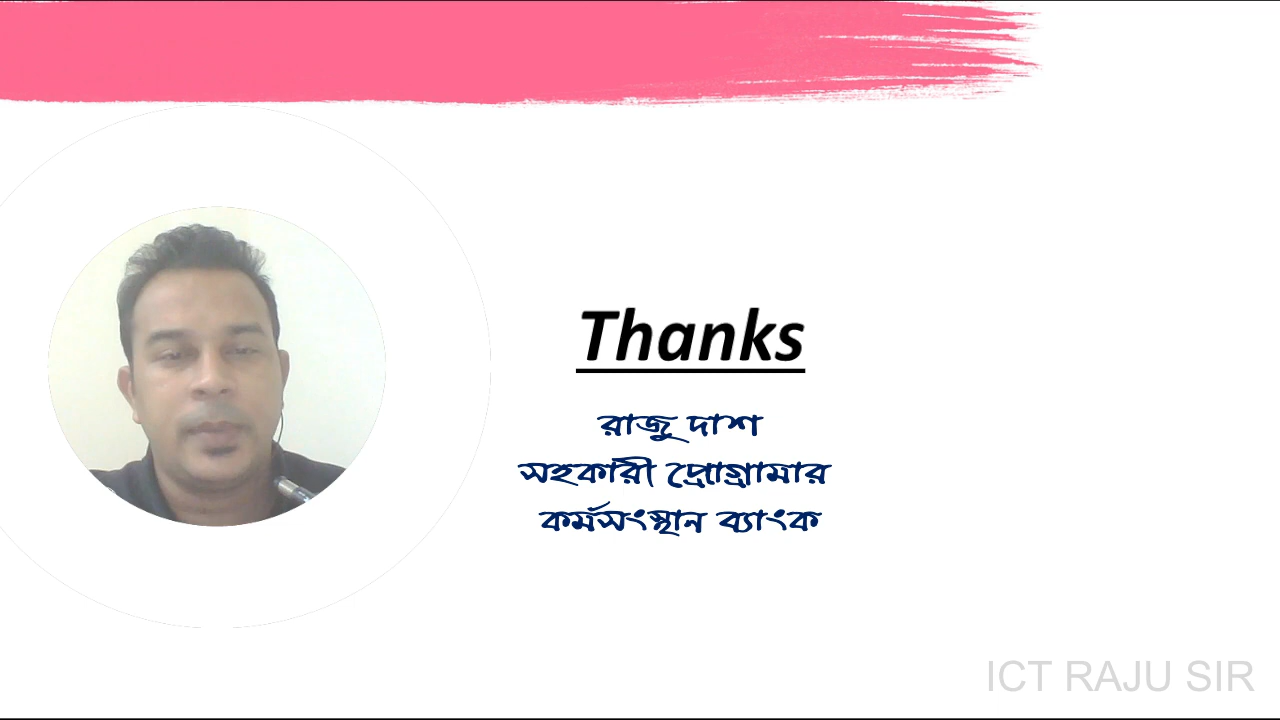 Thanks
রাজু দাশ
সহকারী প্রোগ্রামার
কর্মসংস্থান ব্যাংক
ICT RAJU SIR